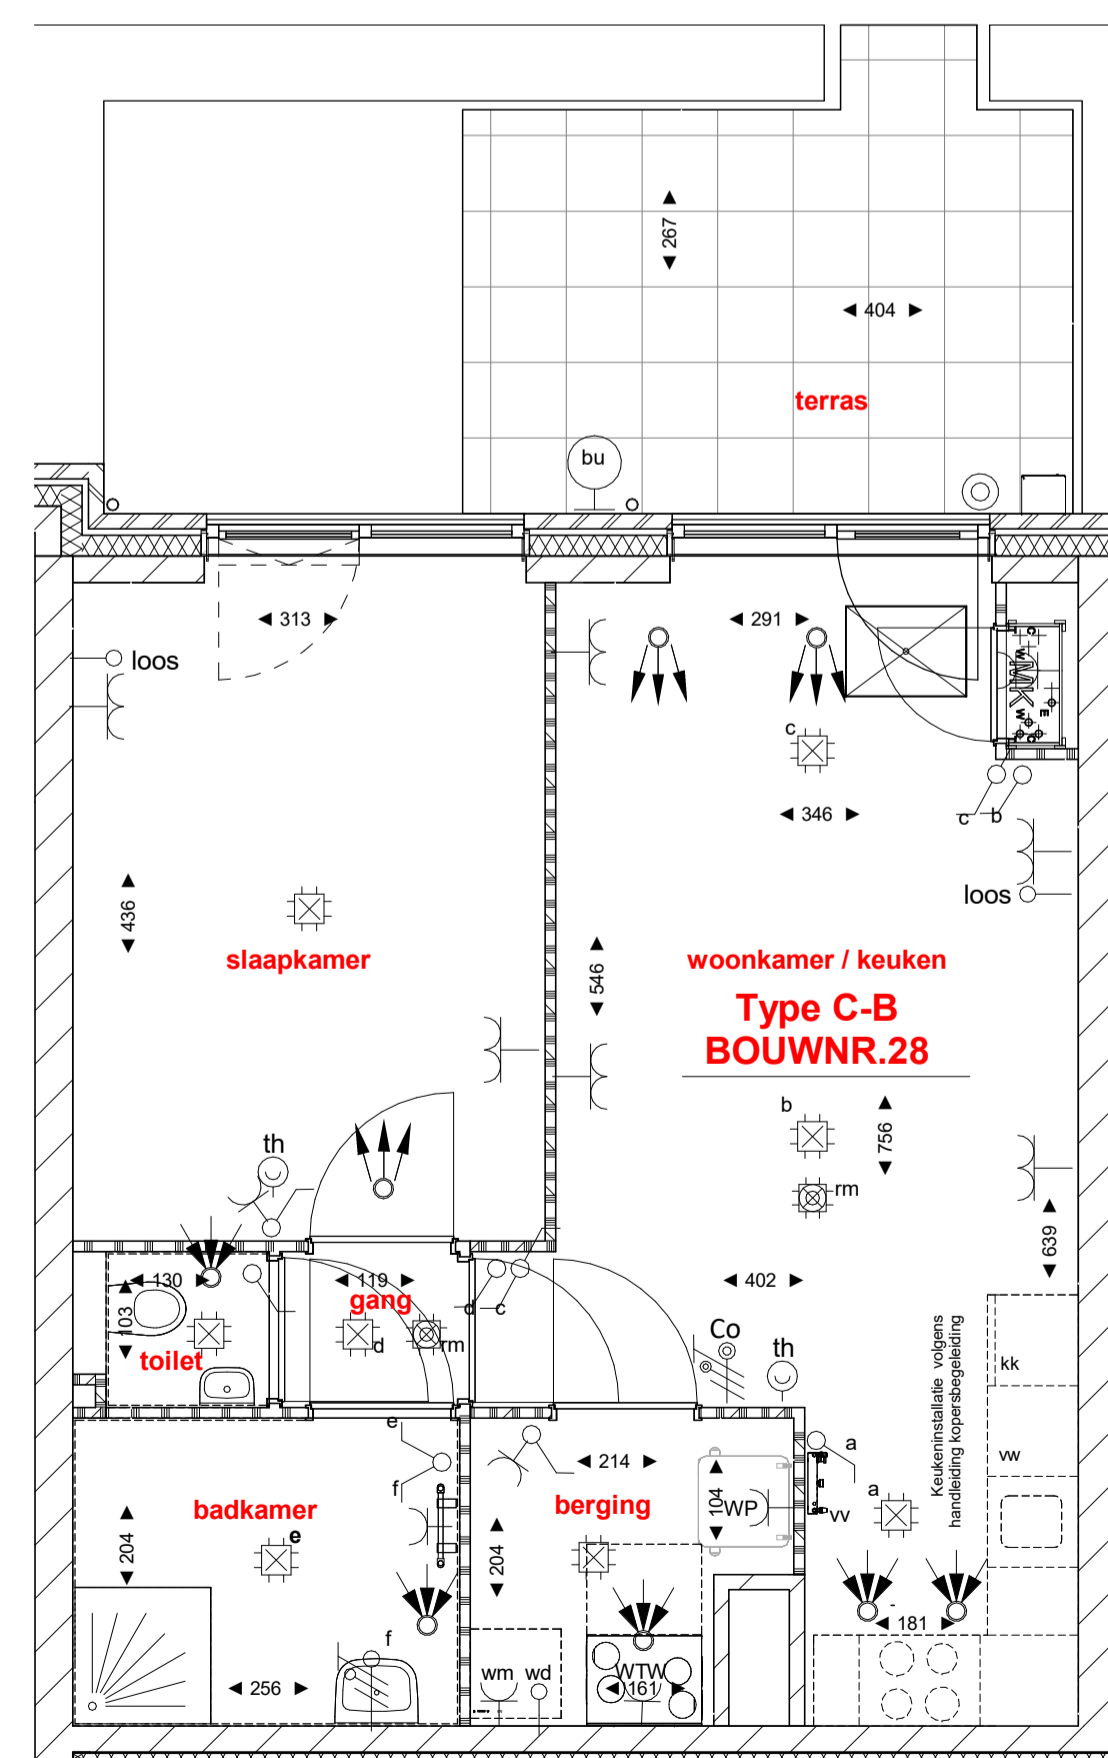 267
404
terras
bu
313
291
loos
C
W
MK
E
W
C
c
346
c
b
loos
436
slaapkamer
546
woonkamer / keuken
Type C-B
BOUWNR.28
b
756
rm
th
639
130
119
402
103
gang
d
c
toilet
d
rm
Co
th
kk
Keukeninstallatie volgens
handleiding kopersbegeleiding
e
a
vw
214
f
a
badkamer
berging
104
WP
vv
e
204
204
181
f
wm
wd
WTW
161
256